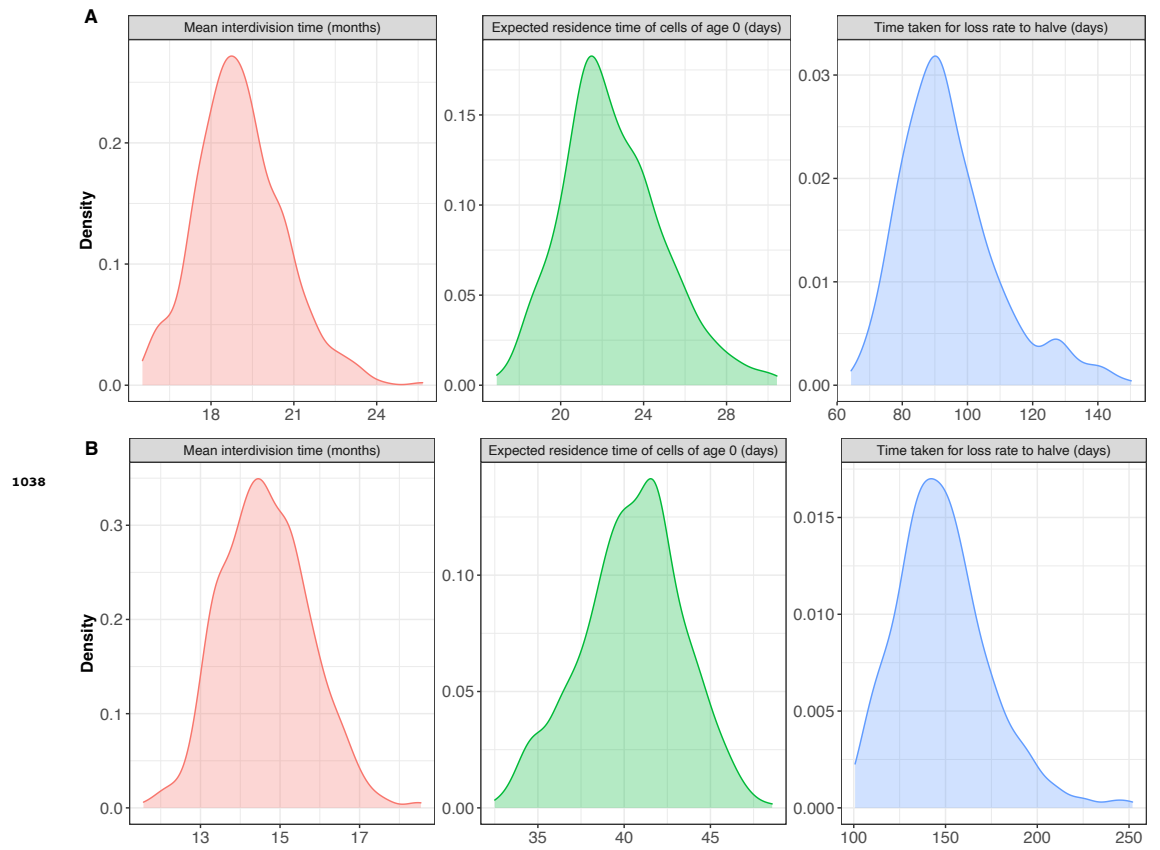 A
Mean interdivision time (months)
Expected residence time of cells of age 0 (days)
Time taken for loss rate to halve (days)
Density
0.2
0.1
0.0
18 21 24
0.15
0.10
0.05
0.00
20 24 28
0.03
0.02
0.01
0.00
60 80 100 120 140
1038
B
Mean interdivision time (months)
Expected residence time of cells of age 0 (days)
Time taken for loss rate to halve (days)
Density
0.3
0.2
0.1
0.0
13 15 17
0.10
0.05
0.00
35 40 45
0.015
0.010
0.005
0.000
100 150 200 250